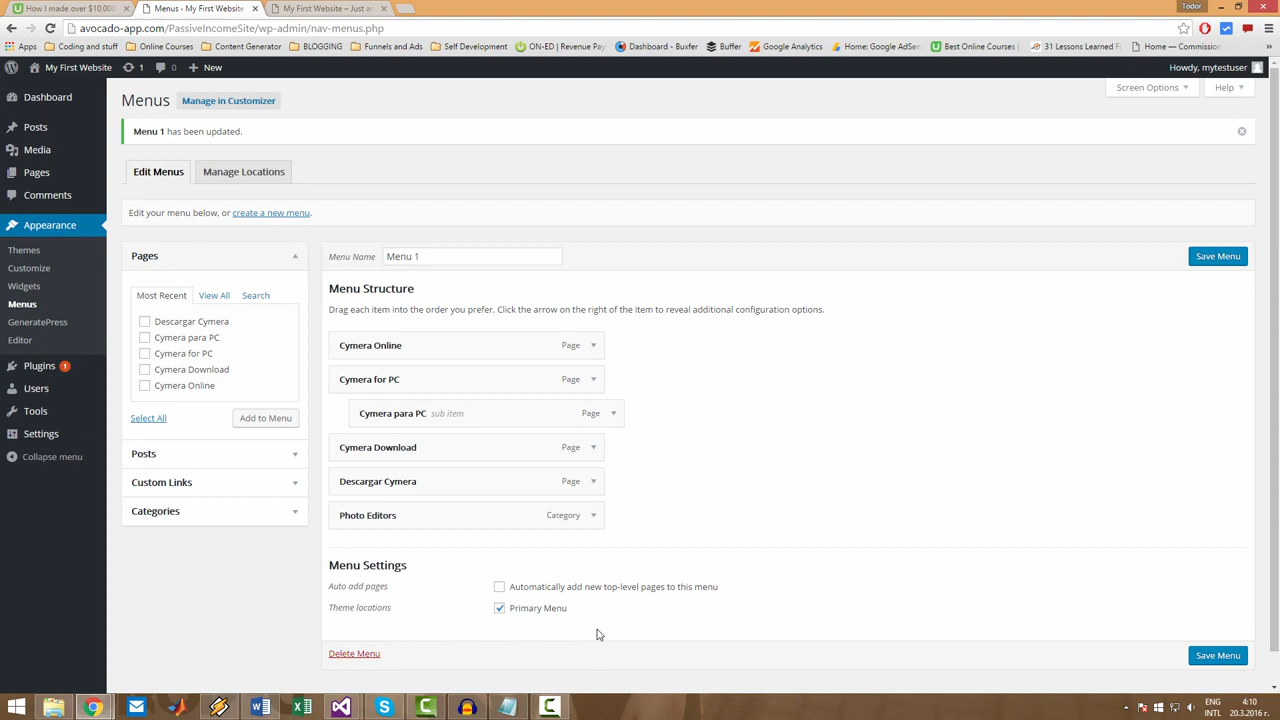 Todor
How I made over $10,000
Menus ‹ My First Website
My First Website – Just an
avocado-app.com/PassiveIncomeSite/wp-admin/nav-menus.php
Apps
Coding and stuff
Online Courses
Content Generator
BLOGGING
Funnels and Ads
Self Development
ON-ED | Revenue Pay
Dashboard - Buxfer
Buffer
Google Analytics
Home: Google AdSen
Best Online Courses |
31 Lessons Learned F
Home — Commission
My First Website
1
0
New
Howdy, mytestuser
Dashboard
Posts
Media
Pages
Comments
Appearance
Themes
Customize
Widgets
Menus
GeneratePress
Editor
Plugins 1
Users
Tools
Settings
Collapse menu
Screen Options
Help
Menus
Manage in Customizer
Menu 1 has been updated.
Edit Menus
Manage Locations
Edit your menu below, or create a new menu.
Pages
Most Recent
View All
Search
Descargar Cymera
Cymera para PC
Cymera for PC
Cymera Download
Cymera Online
Select All
Add to Menu
Posts
Custom Links
Categories
Menu Name
Menu 1
Save Menu
Menu Structure
Drag each item into the order you prefer. Click the arrow on the right of the item to reveal additional configuration options.
Cymera Online Page
Cymera for PC Page
Cymera para PC sub item Page
Cymera Download Page
Descargar Cymera Page
Photo Editors Category
Menu Settings
Auto add pages
Automatically add new top-level pages to this menu
Theme locations
Primary Menu
Delete Menu
Save Menu
ENG
INTL
4:10
20.3.2016 г.